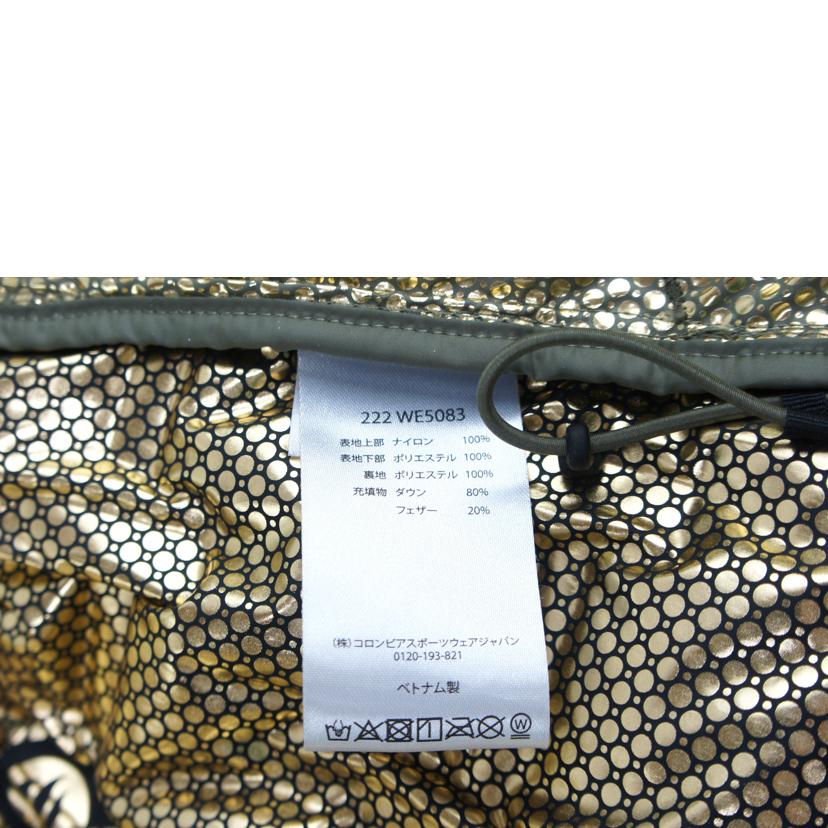 222 WE5083
表地上部 ナイロン 100%
表地下部 ポリエステル 100%
裏地 ポリエステル 100%
充填物 ダウン 80%
フェザー 20%
(株)コロンビアスポーツウェアジャパン
0120-193-821
ベトナム製
W